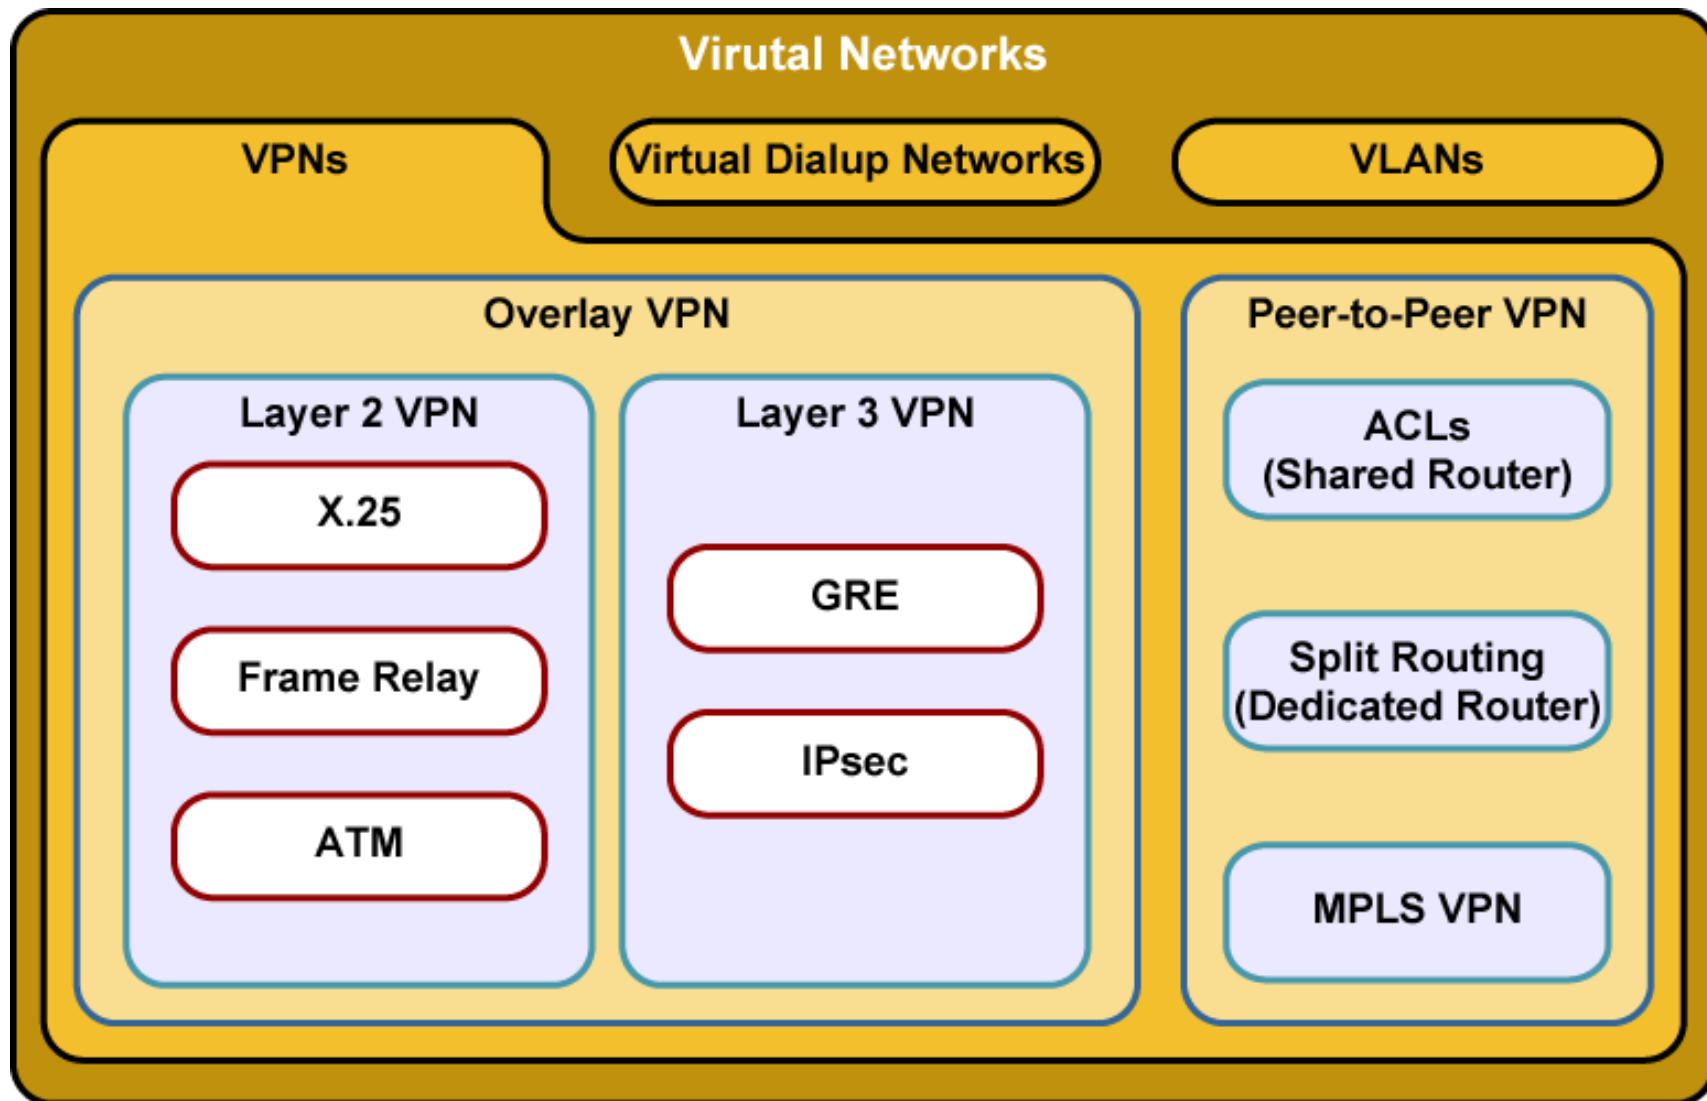 Virutal Networks
VPNs
Virtual Dialup Networks
VLANs
Overlay VPN
Layer 2 VPN
X.25
Frame Relay
ATM
Layer 3 VPN
GRE
IPsec
Peer-to-Peer VPN
ACLs
(Shared Router)
Split Routing
(Dedicated Router)
MPLS VPN